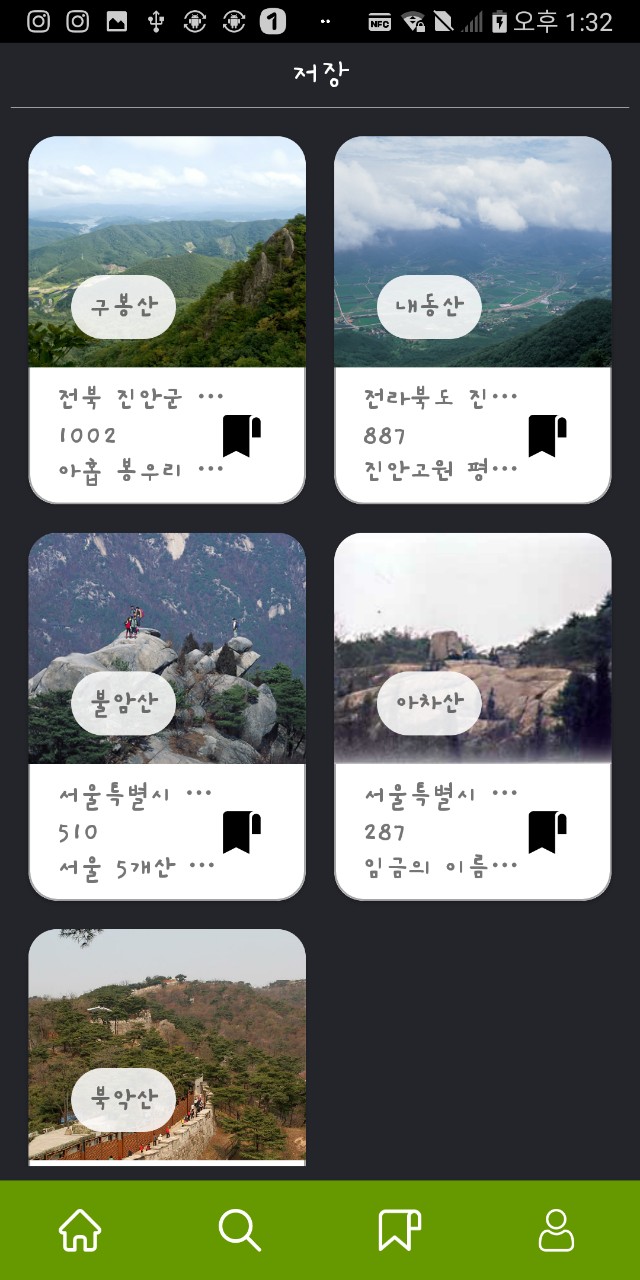 NFC
1
오후 1:32
저장
구봉산
전북 진안군 ···
1002
아홉 봉우리 ···
내동산
전라북도 진···
887
진안고원 평···
불암산
서울특별시 ···
510
서울 5개산 ···
아차산
서울특별시 ···
287
임금의 이름···
북악산